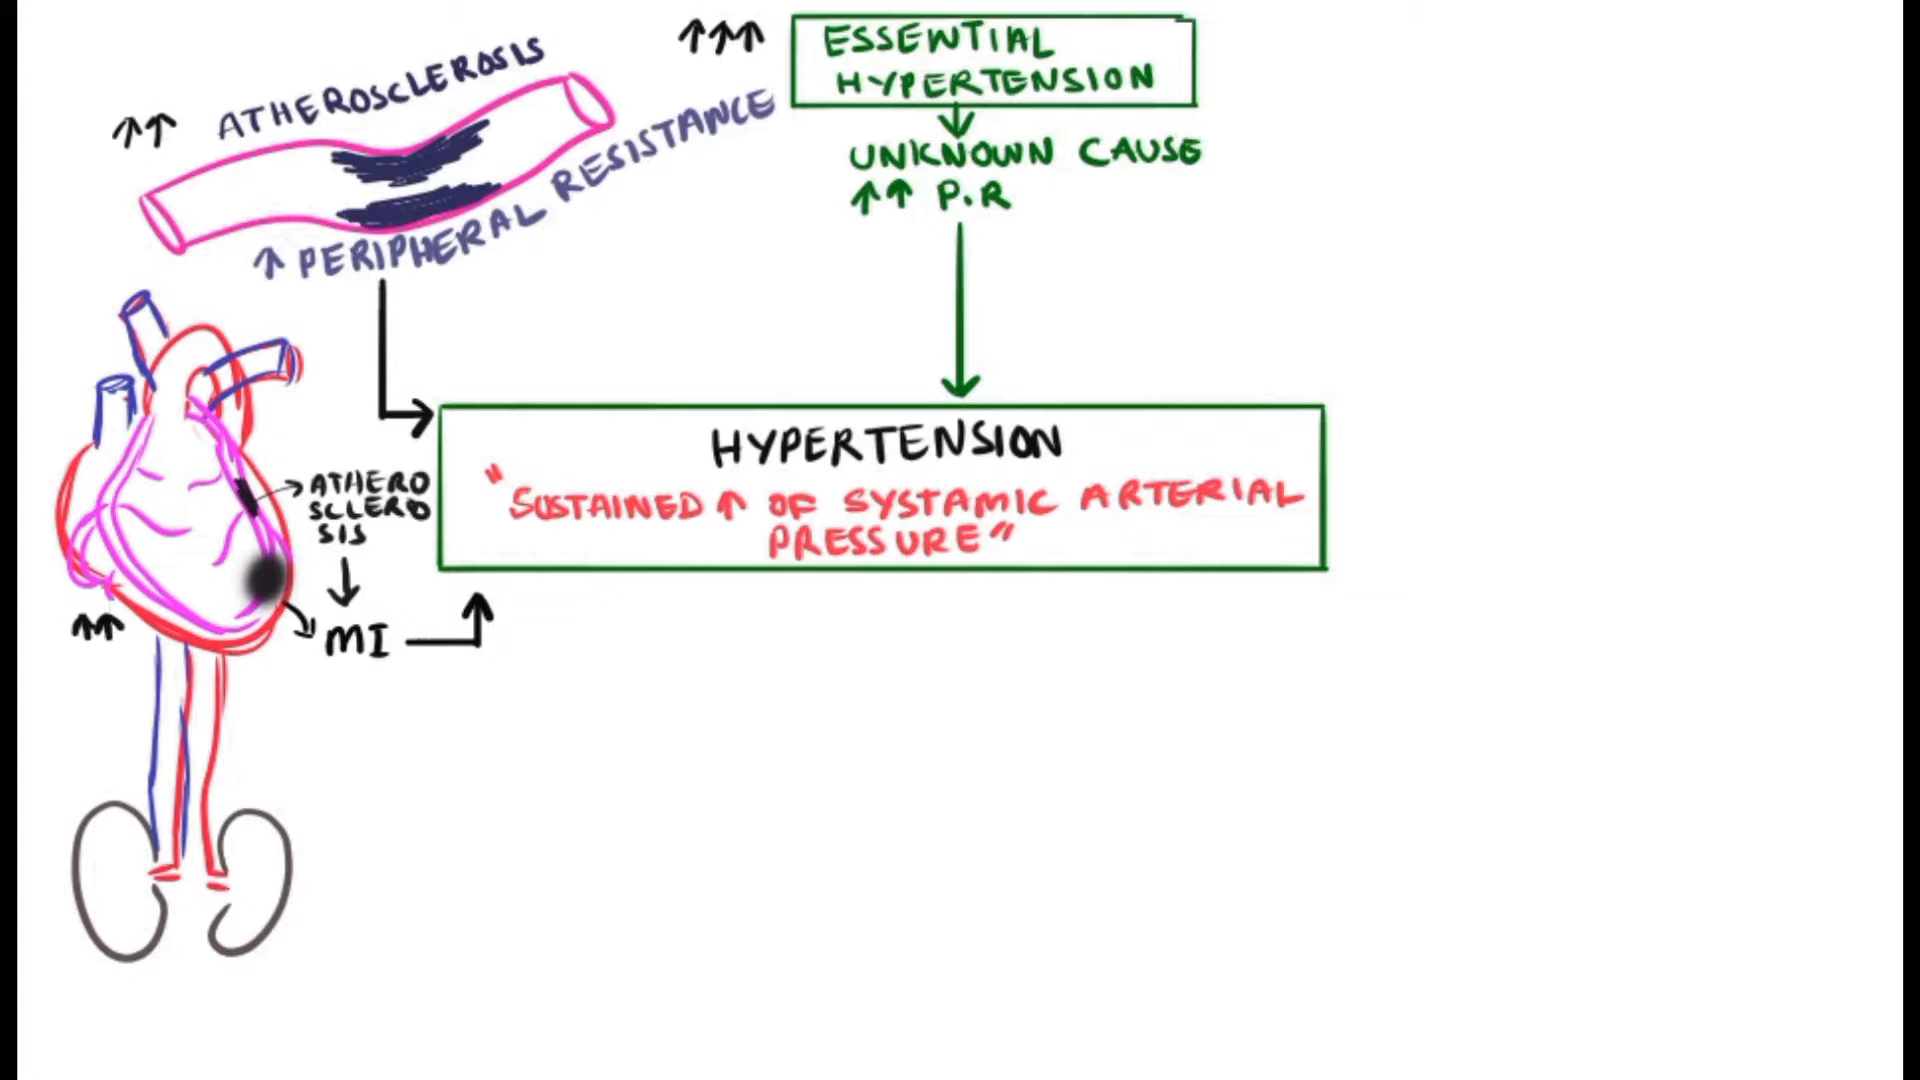 ↑↑ ATHEROSCLEROSIS
↑ PERIPHERAL RESISTANCE
↑↑↑ ESSENTIAL
HYPERTENSION
UNKNOWN CAUSE
↑↑ P.R
HYPERTENSION
"SUSTAINED ↑ OF SYSTAMIC ARTERIAL
PRESSURE"
ATHERO
SCLERO
SIS
↑↑
MI